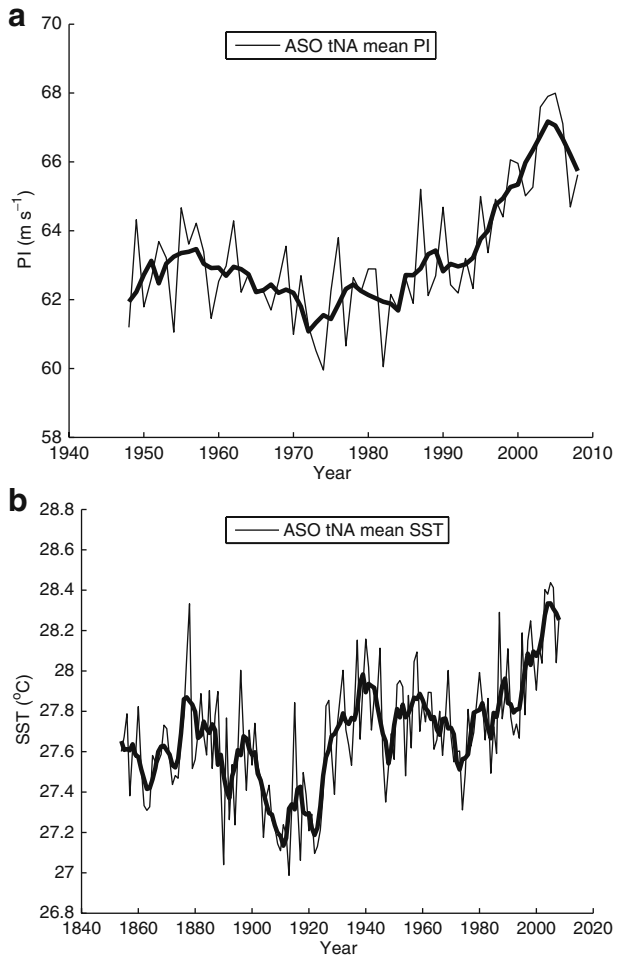 a
70
ASO tNA mean PI
68
66
64
62
60
58
PI (m s⁻¹)
1940 1950 1960 1970 1980 1990 2000 2010
Year
b
28.8
ASO tNA mean SST
28.6
28.4
28.2
28
27.8
27.6
27.4
27.2
27
26.8
SST (°C)
1840 1860 1880 1900 1920 1940 1960 1980 2000 2020
Year